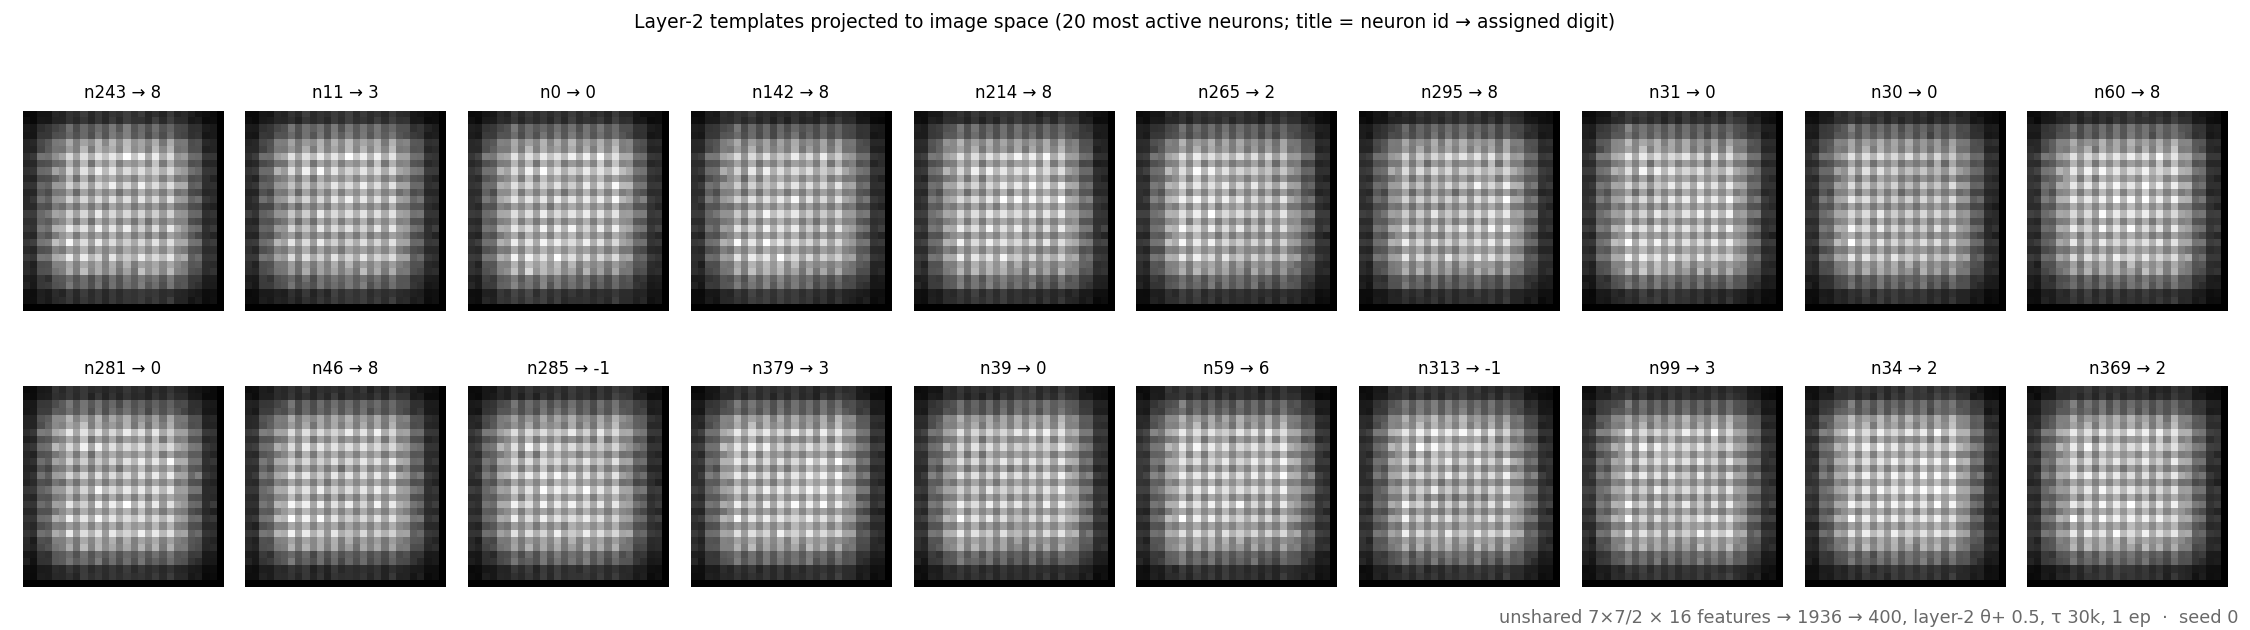 Layer-2 templates projected to image space (20 most active neurons; title = neuron id → assigned digit)
n243 → 8 n11 → 3 n0 → 0 n142 → 8 n214 → 8 n265 → 2 n295 → 8 n31 → 0 n30 → 0 n60 → 8
n281 → 0 n46 → 8 n285 → -1 n379 → 3 n39 → 0 n59 → 6 n313 → -1 n99 → 3 n34 → 2 n369 → 2
unshared 7×7/2 × 16 features → 1936 → 400, layer-2 θ+ 0.5, τ 30k, 1 ep · seed 0